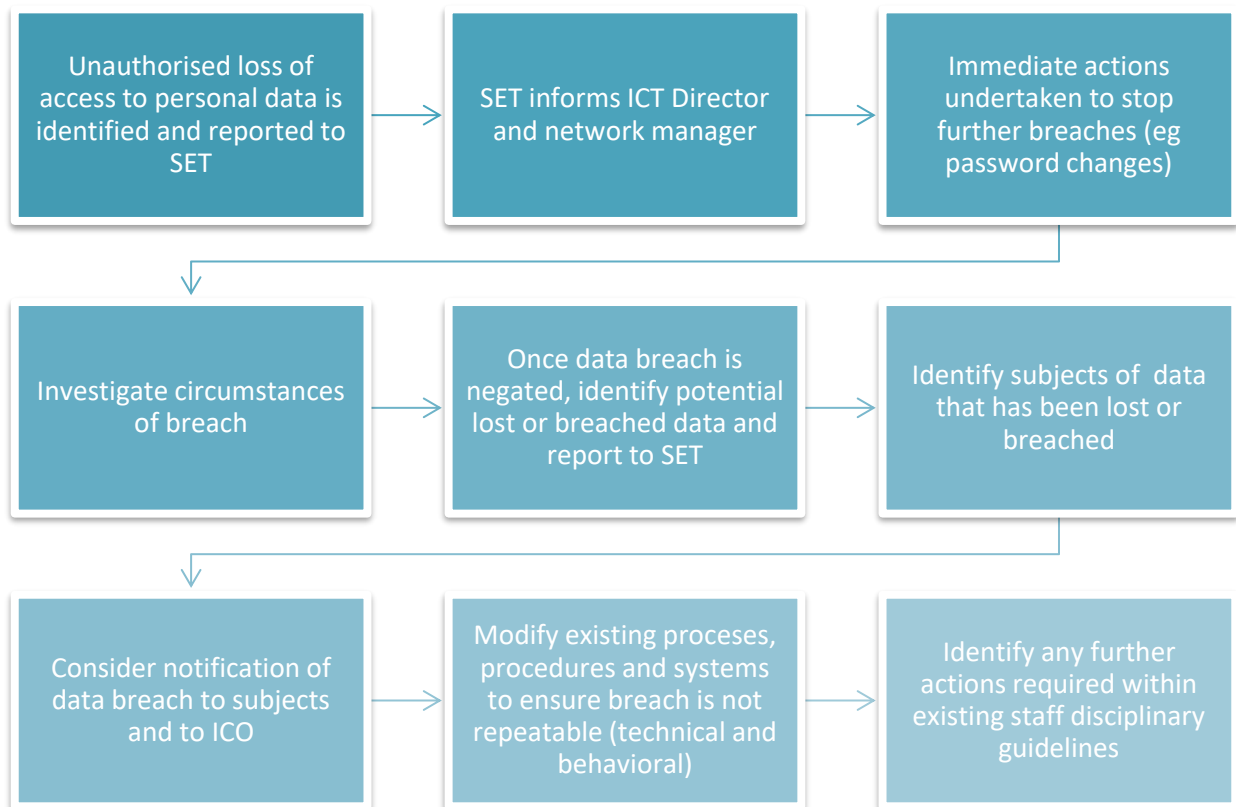 Unauthorised loss of
access to personal data is
identified and reported to
SET
SET informs ICT Director
and network manager
Immediate actions
undertaken to stop
further breaches (eg
password changes)
Investigate circumstances
of breach
Once data breach is
negated, identify potential
lost or breached data and
report to SET
Identify subjects of  data
that has been lost or
breached
Consider notification of
data breach to subjects
and to ICO
Modify existing proceses,
procedures and systems
to ensure breach is not
repeatable (technical and
behavioral)
Identify any further
actions required within
existing staff disciplinary
guidelines